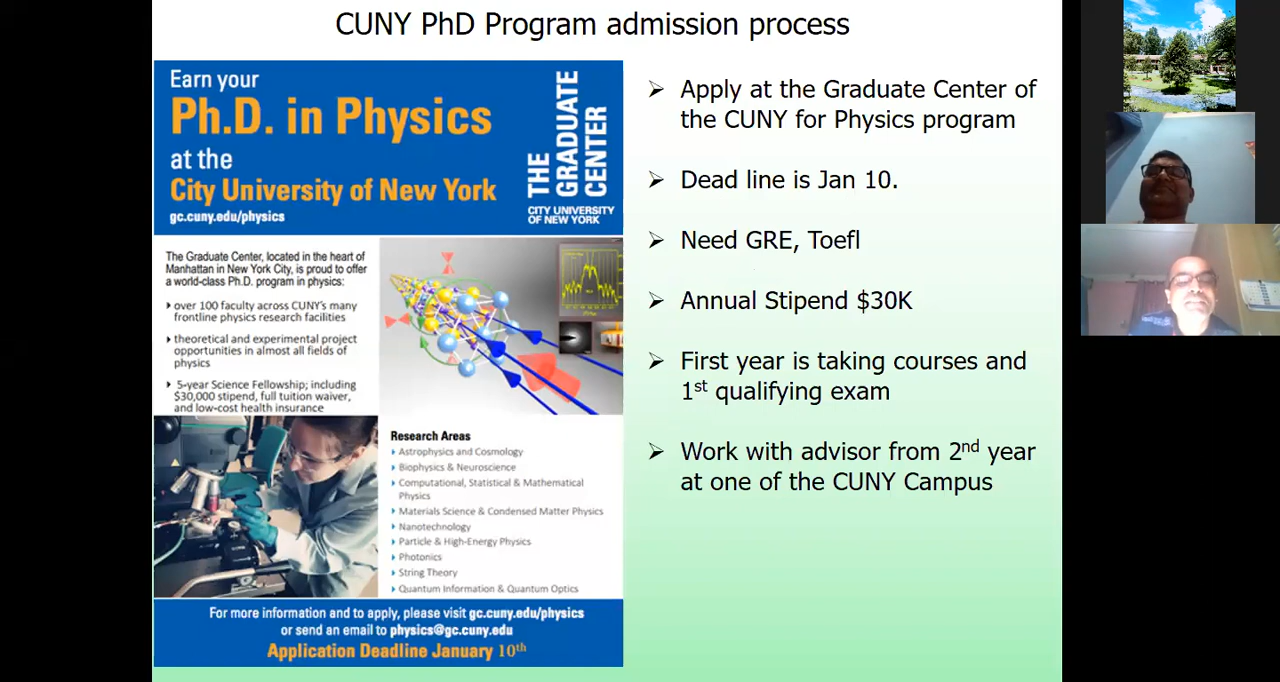 CUNY PhD Program admission process
Earn your
Ph.D. in Physics
at the
City University of New York
gc.cuny.edu/physics
THE
GRADUATE
CENTER
CITY UNIVERSITY
OF NEW YORK
The Graduate Center, located in the heart of
Manhattan in New York City, is proud to offer
a world-class Ph.D. program in physics:
over 100 faculty across CUNY's many
frontline physics research facilities
theoretical and experimental project
opportunities in almost all fields of
physics
5-year Science Fellowship; including
$30,000 stipend, full tuition waiver,
and low-cost health insurance
Research Areas
Astrophysics and Cosmology
Biophysics & Neuroscience
Computational, Statistical & Mathematical
Physics
Materials Science & Condensed Matter Physics
Nanotechnology
Particle & High-Energy Physics
Photonics
String Theory
Quantum Information & Quantum Optics
For more information and to apply, please visit gc.cuny.edu/physics
or send an email to physics@gc.cuny.edu
Application Deadline January 10th
Apply at the Graduate Center of
the CUNY for Physics program
Dead line is Jan 10.
Need GRE, Toefl
Annual Stipend $30K
First year is taking courses and
1st qualifying exam
Work with advisor from 2nd year
at one of the CUNY Campus